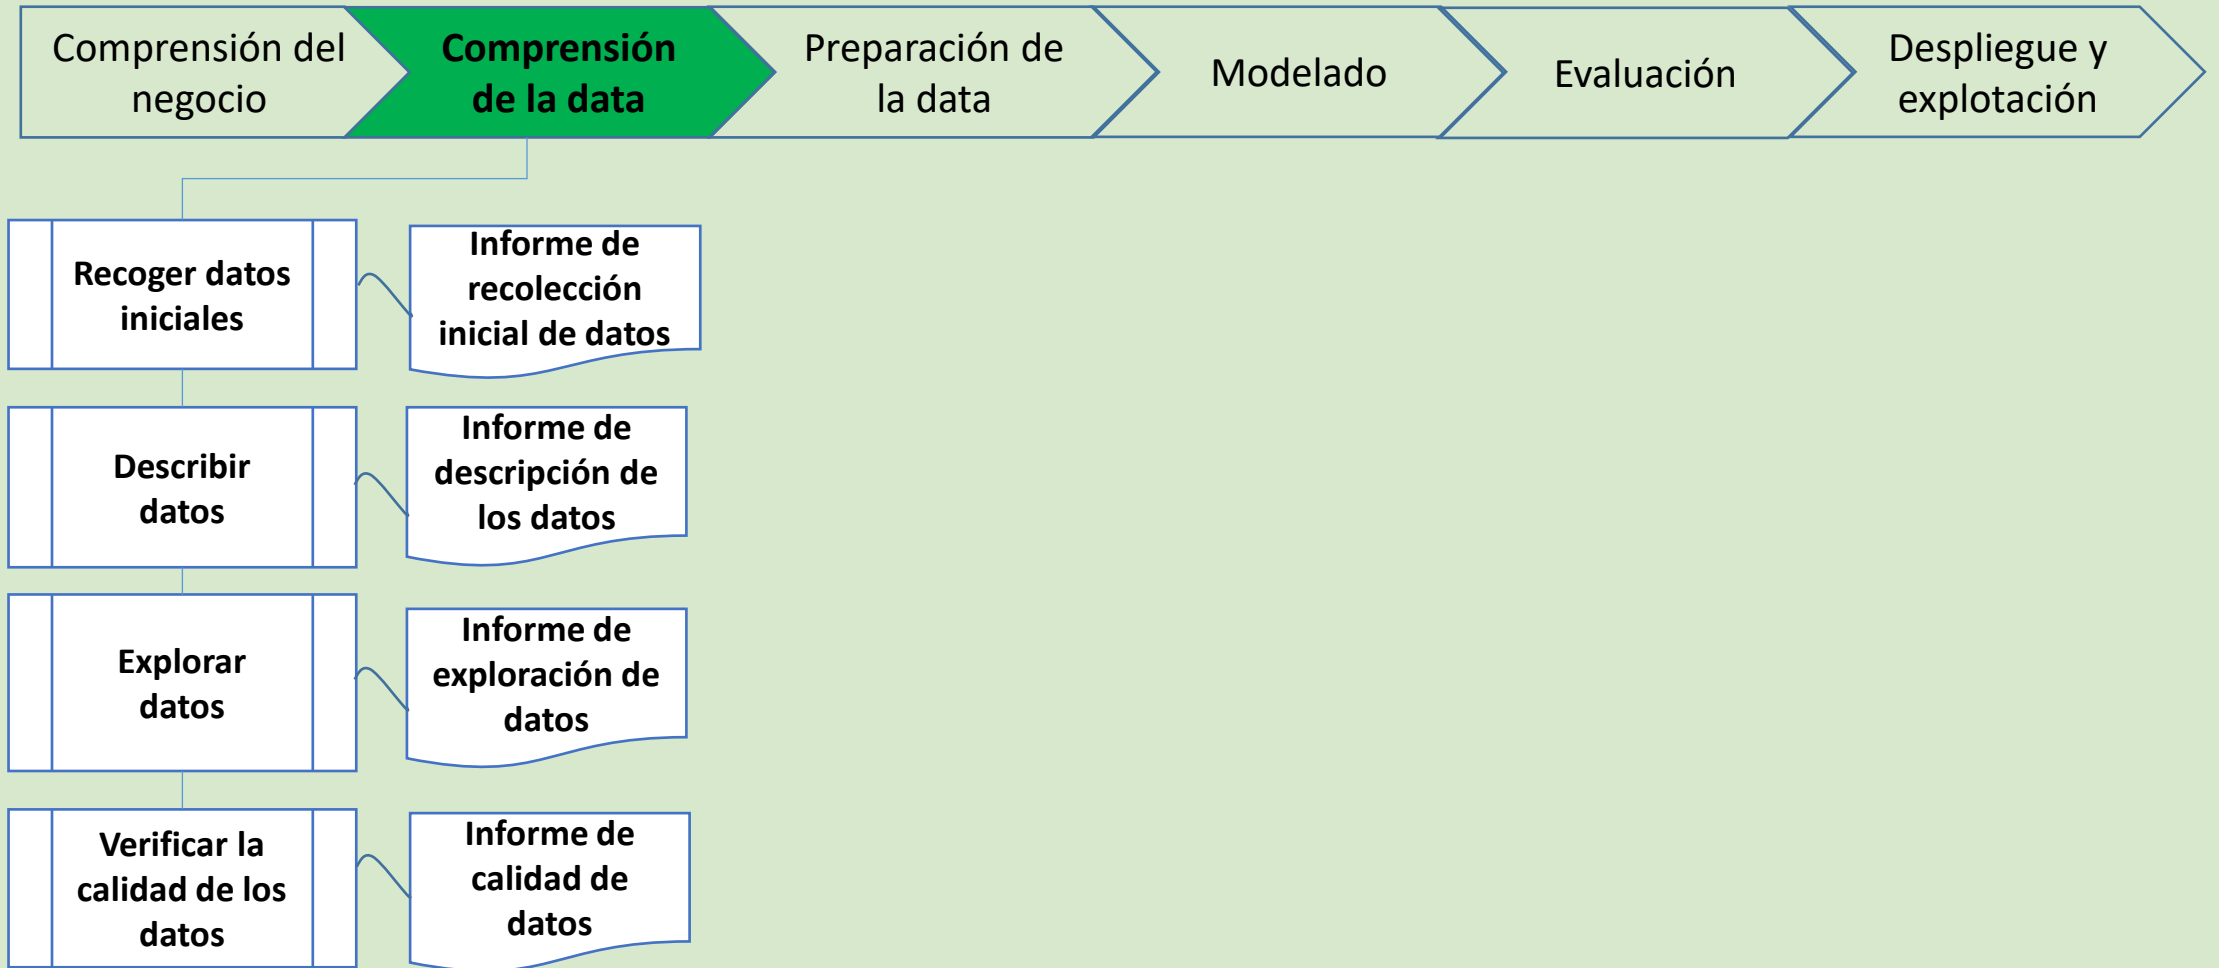 Comprensión del
negocio
Comprensión
de la data
Preparación de
la data
Modelado
Evaluación
Despliegue y
explotación
Recoger datos
iniciales
Informe de
recolección
inicial de datos
Describir
datos
Informe de
descripción de
los datos
Explorar
datos
Informe de
exploración de
datos
Verificar la
calidad de los
datos
Informe de
calidad de
datos